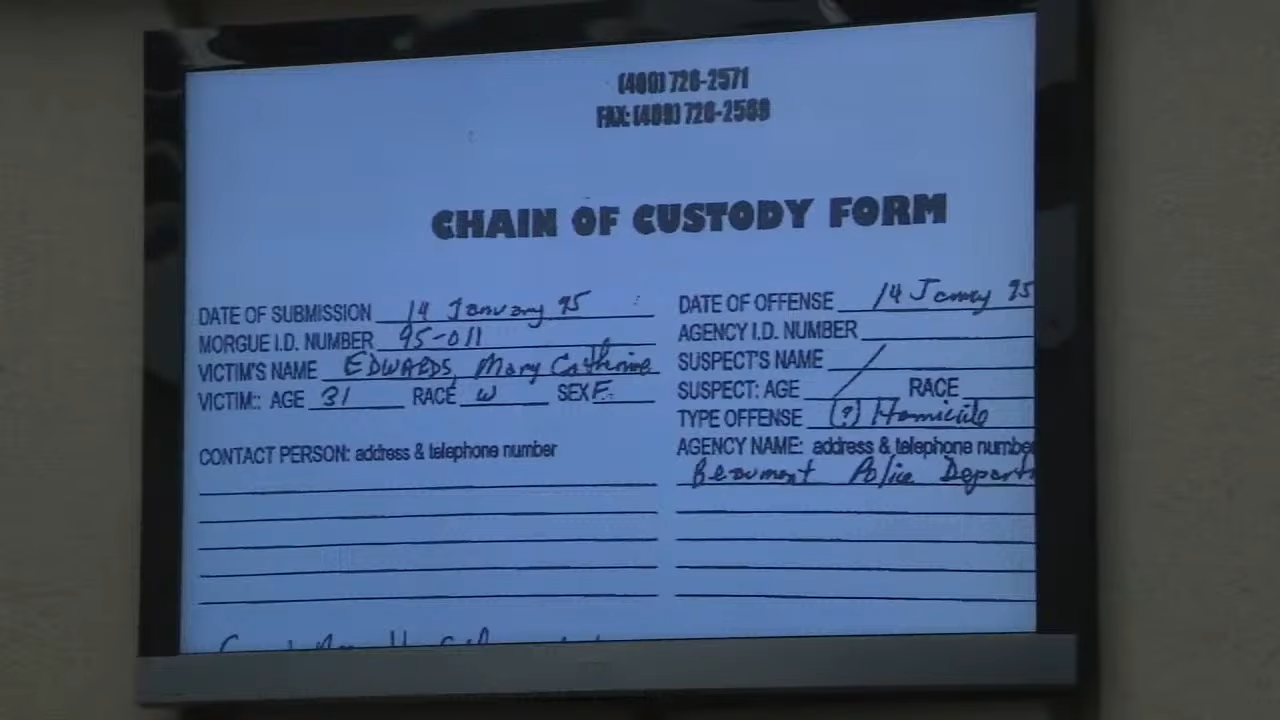 (409) 726-2571
FAX: (409) 726-2589
CHAIN OF CUSTODY FORM
DATE OF SUBMISSION 14 January 95
MORGUE I.D. NUMBER 95-011
VICTIM'S NAME EDWARDS, Mary Catherine
VICTIM:: AGE 31 RACE W SEX F
CONTACT PERSON: address & telephone number
DATE OF OFFENSE 14 January 95
AGENCY I.D. NUMBER
SUSPECT'S NAME /
SUSPECT: AGE / RACE
TYPE OFFENSE (?) Homicide
AGENCY NAME: address & telephone number
Beaumont Police Depart